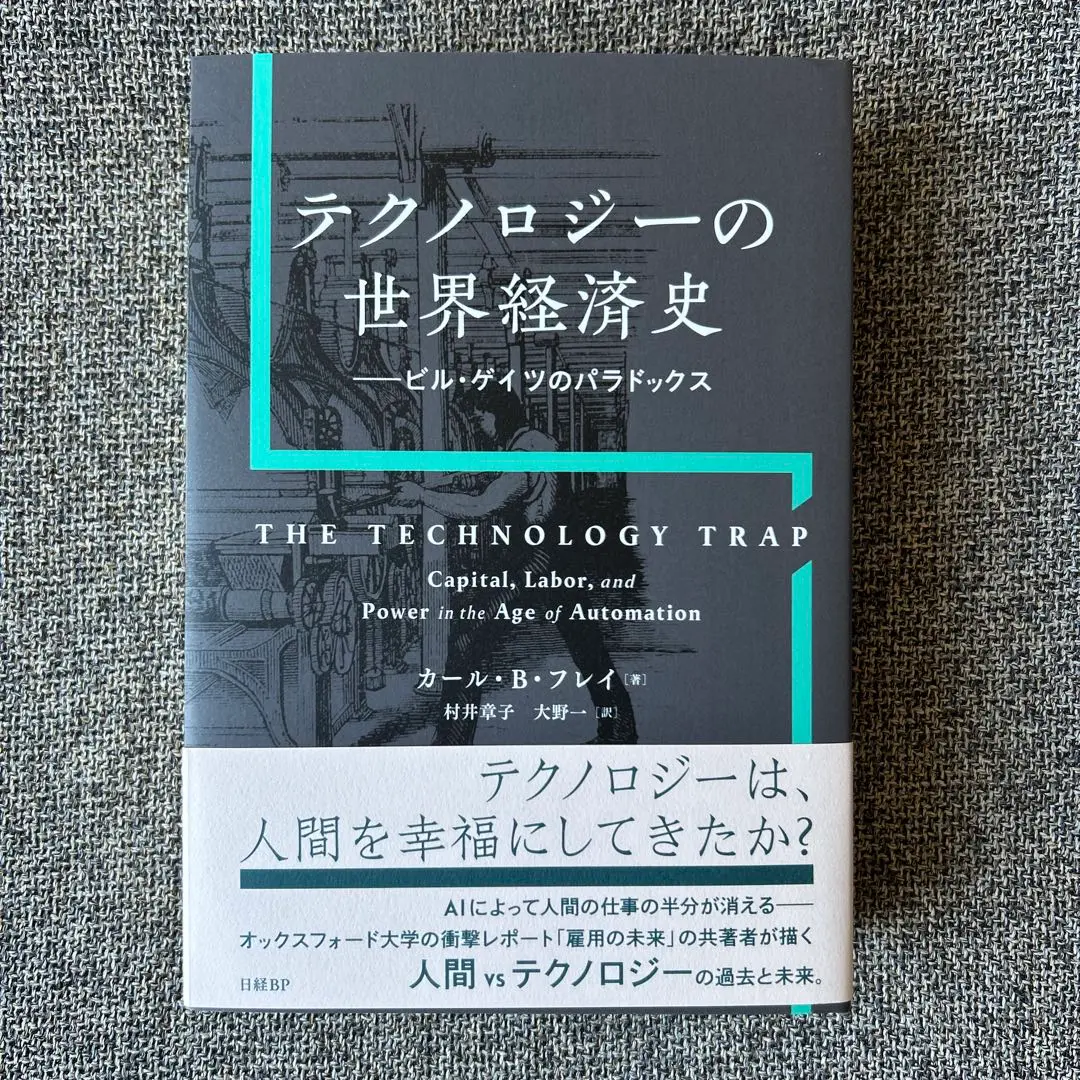 テクノロジーの
世界経済史
──ビル・ゲイツのパラドックス
THE TECHNOLOGY TRAP
Capital, Labor, and
Power in the Age of Automation
カール・B・フレイ[著]
村井章子 大野一[訳]
テクノロジーは、
人間を幸福にしてきたか?
AIによって人間の仕事の半分が消える──
オックスフォード大学の衝撃レポート「雇用の未来」の共著者が描く
人間 vs テクノロジーの過去と未来。
日経BP